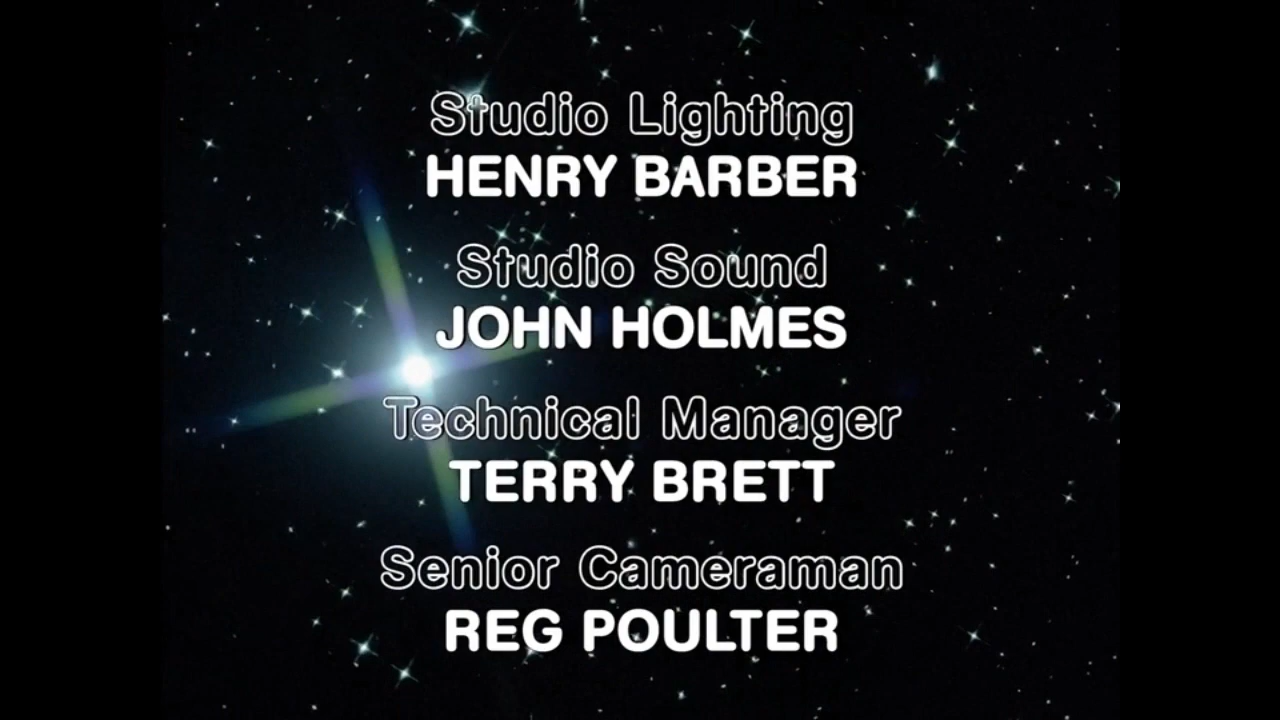 Studio Lighting
HENRY BARBER
Studio Sound
JOHN HOLMES
Technical Manager
TERRY BRETT
Senior Cameraman
REG POULTER